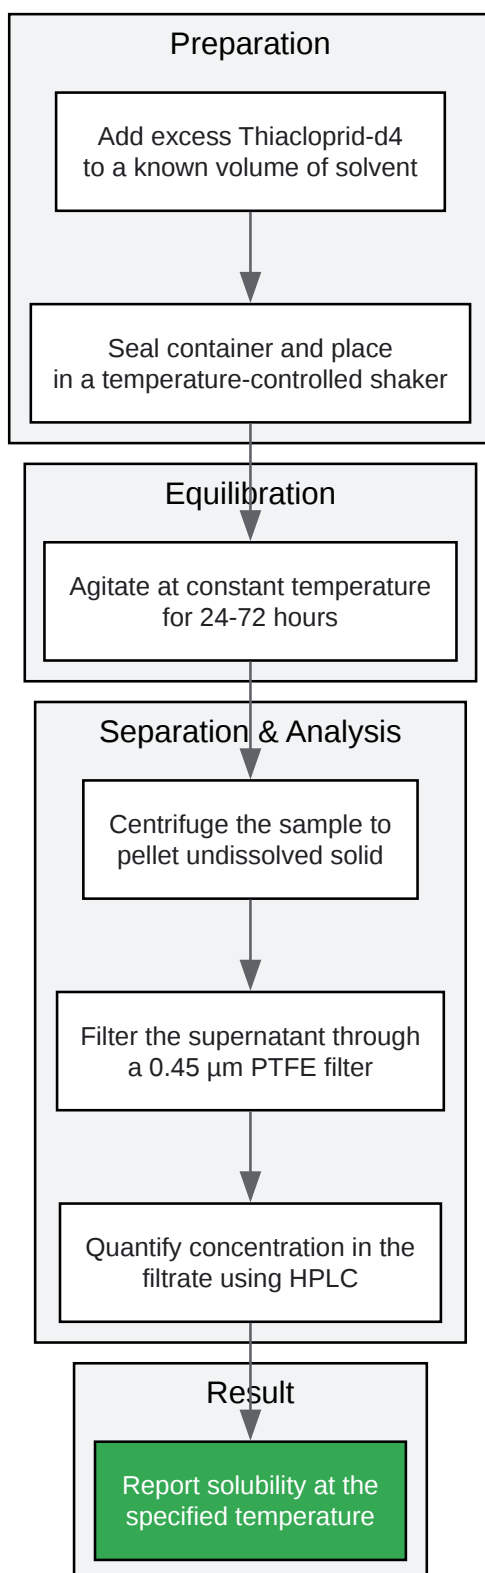 Preparation
Add excess Thiacloprid-d4
to a known volume of solvent
Seal container and place
in a temperature-controlled shaker
Equilibration
Agitate at constant temperature
for 24-72 hours
Separation & Analysis
Centrifuge the sample to
pellet undissolved solid
Filter the supernatant through
a 0.45 µm PTFE filter
Quantify concentration in the
filtrate using HPLC
Result
Report solubility at the
specified temperature